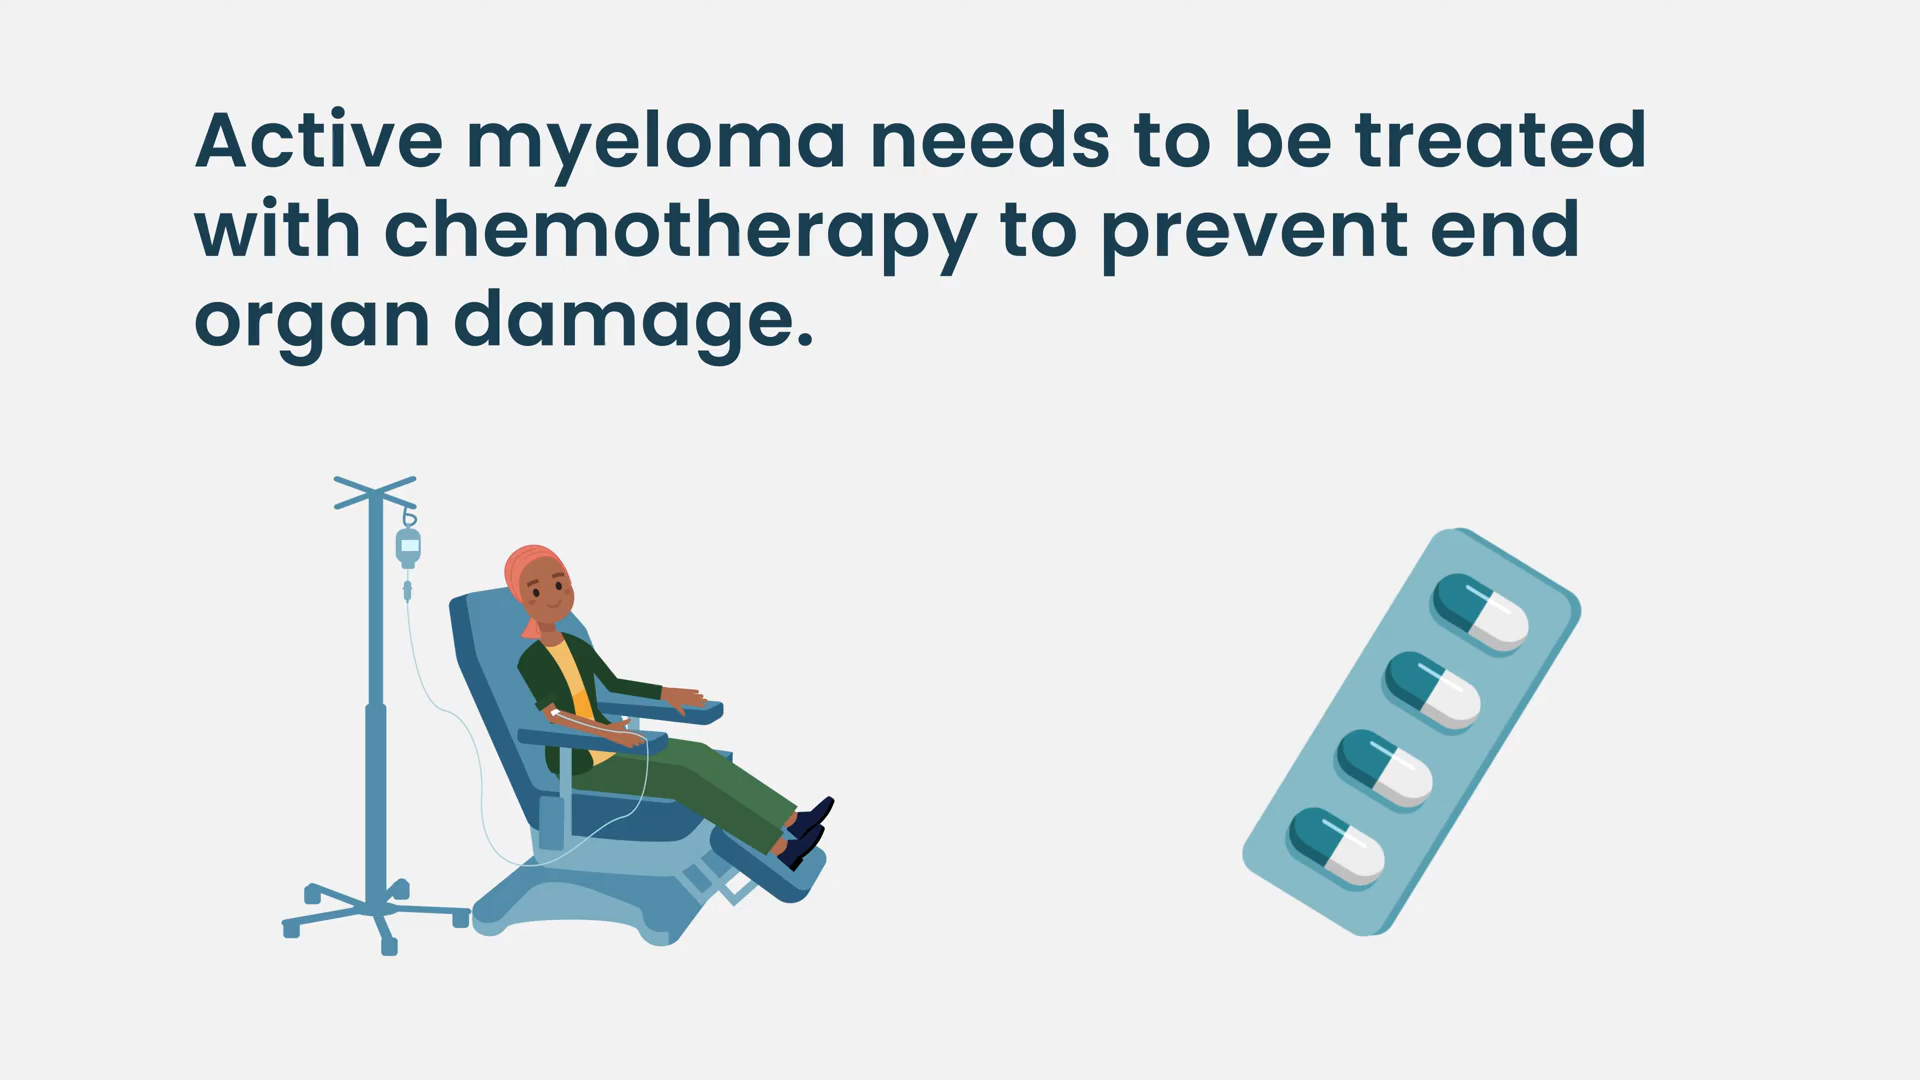 Active myeloma needs to be treated
with chemotherapy to prevent end
organ damage.